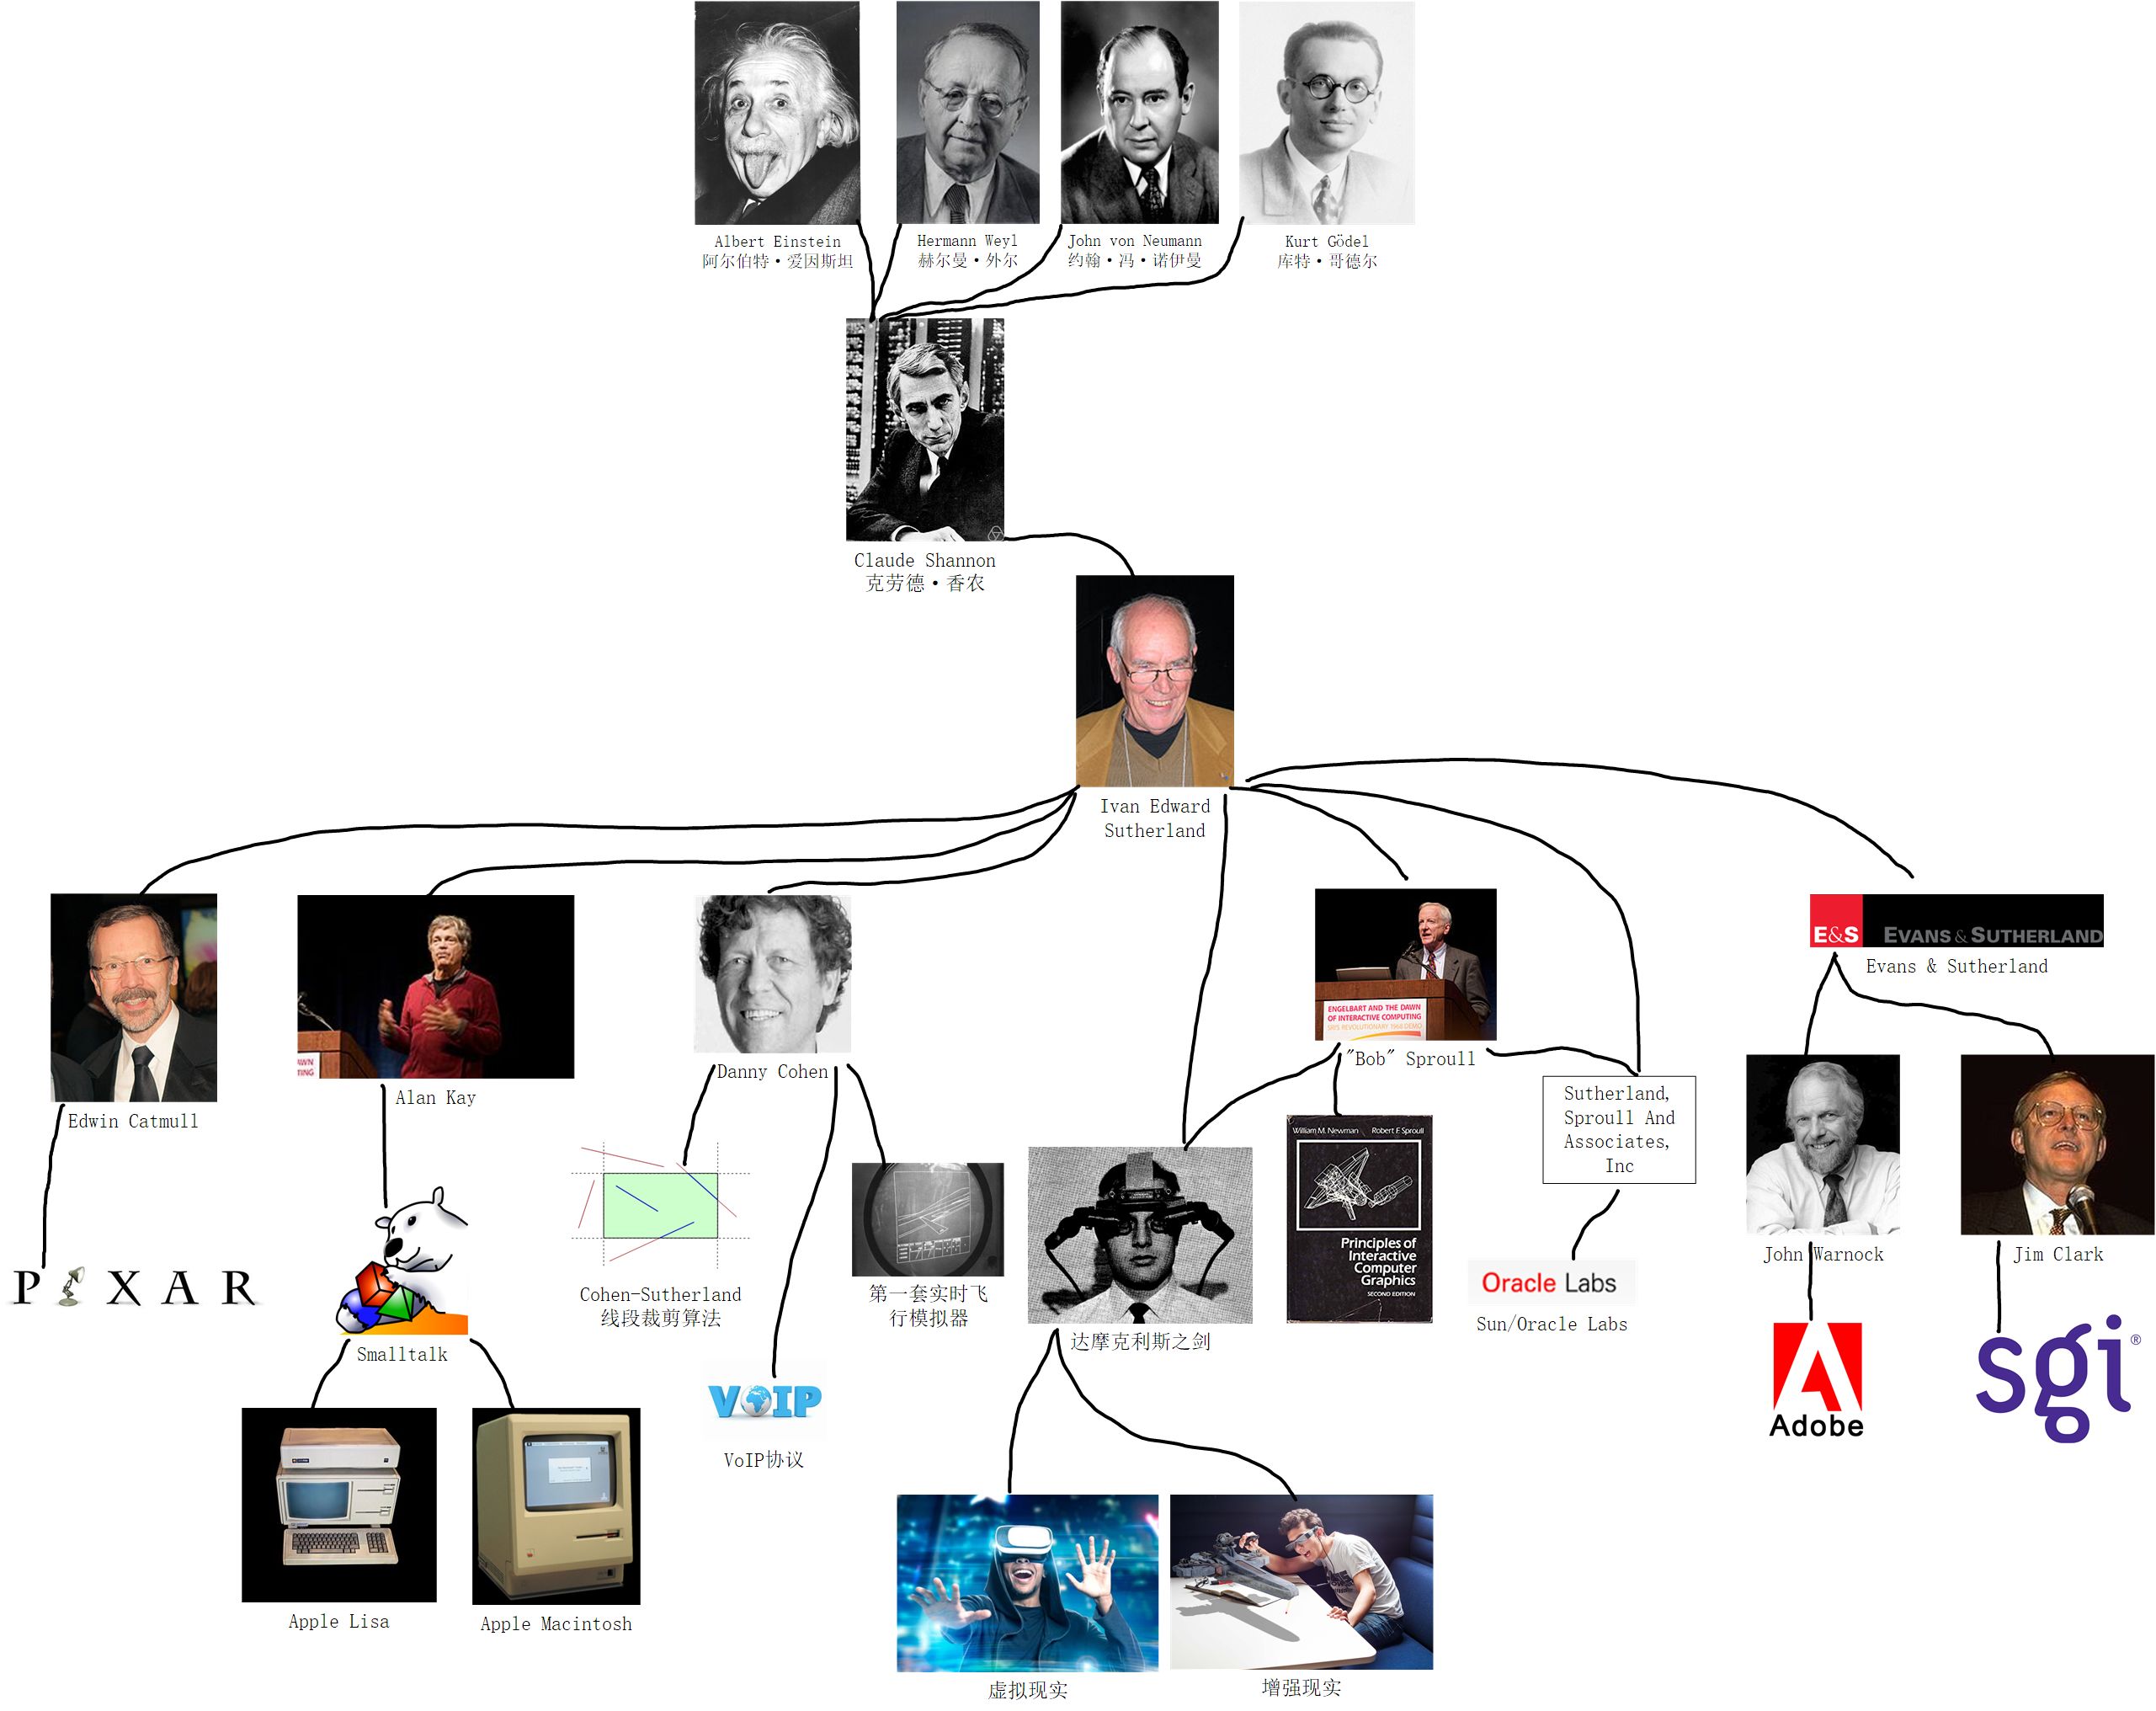 Albert Einstein
阿尔伯特·爱因斯坦
Hermann Weyl
赫尔曼·外尔
John von Neumann
约翰·冯·诺伊曼
Kurt Gödel
库特·哥德尔
Claude Shannon
克劳德·香农
Ivan Edward
Sutherland
Edwin Catmull
PIXAR
Alan Kay
Smalltalk
Apple Lisa
Apple Macintosh
Danny Cohen
Cohen-Sutherland
线段裁剪算法
VOIP
VoIP协议
第一套实时飞
行模拟器
达摩克利斯之剑
虚拟现实
增强现实
ENGELBART AND THE DAWN
OF INTERACTIVE COMPUTING
SRI'S REVOLUTIONARY 1968 DEMO
"Bob" Sproull
William M. Newman Robert F. Sproull
Principles of
Interactive
Computer
Graphics
SECOND EDITION
Sutherland,
Sproull And
Associates,
Inc
Oracle Labs
Sun/Oracle Labs
E&S EVANS & SUTHERLAND
Evans & Sutherland
John Warnock
Adobe
Jim Clark
sgi®